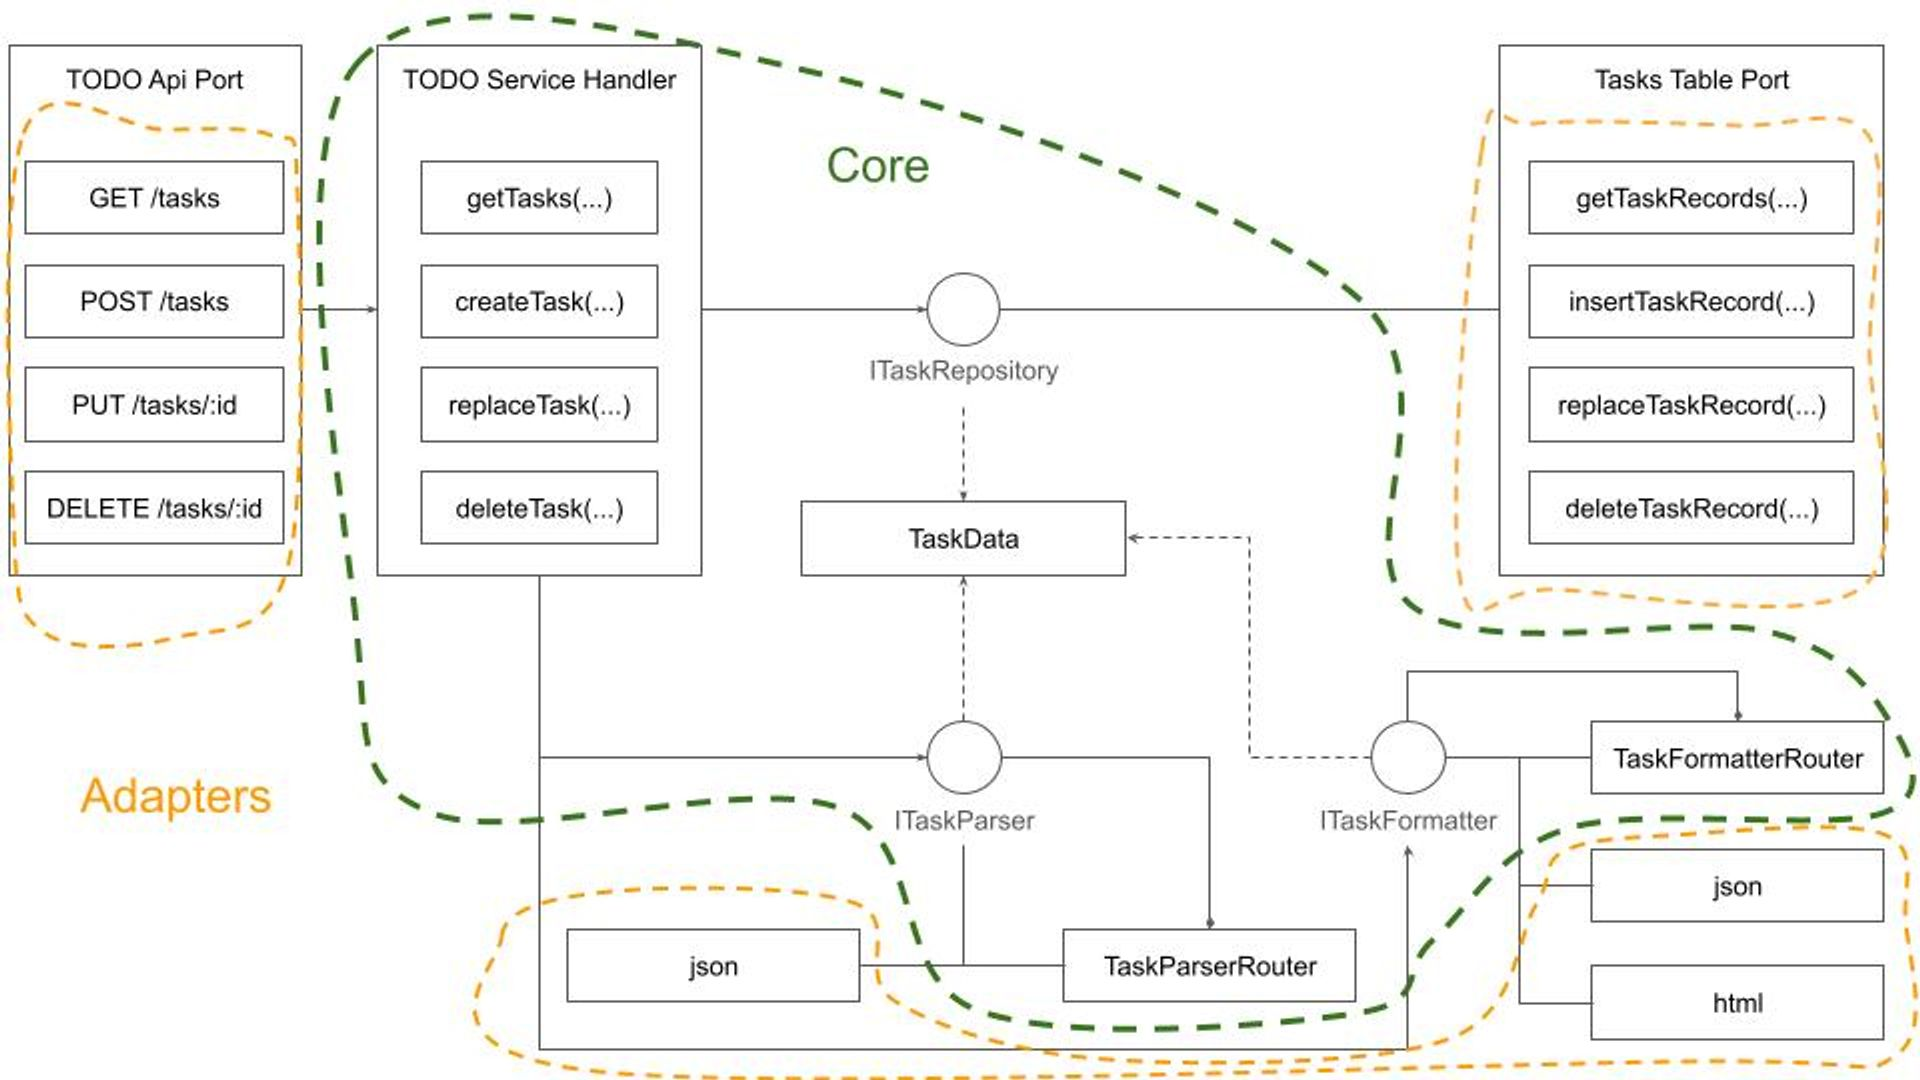 TODO Api Port
GET /tasks
POST /tasks
PUT /tasks/:id
DELETE /tasks/:id
TODO Service Handler
getTasks(...)
createTask(...)
replaceTask(...)
deleteTask(...)
Core
ITaskRepository
TaskData
Tasks Table Port
getTaskRecords(...)
insertTaskRecord(...)
replaceTaskRecord(...)
deleteTaskRecord(...)
Adapters
ITaskParser
ITaskFormatter
TaskFormatterRouter
json
TaskParserRouter
json
html